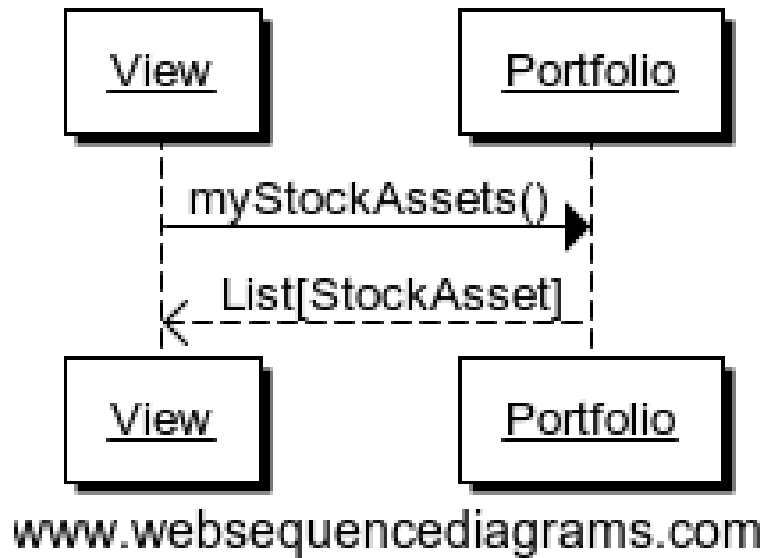 View Portfolio
myStockAssets()
List[StockAsset]
View Portfolio
www.websequencediagrams.com